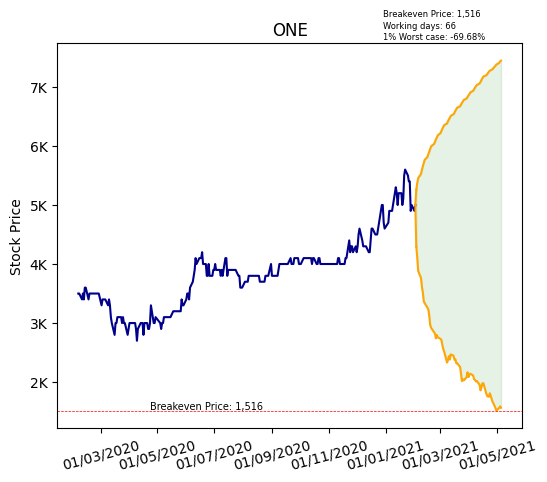 Breakeven Price: 1,516
Working days: 66
1% Worst case: -69.68%
ONE
Stock Price
7K
6K
5K
4K
3K
2K
Breakeven Price: 1,516
01/03/2020 01/05/2020 01/07/2020 01/09/2020 01/11/2020 01/01/2021 01/03/2021 01/05/2021